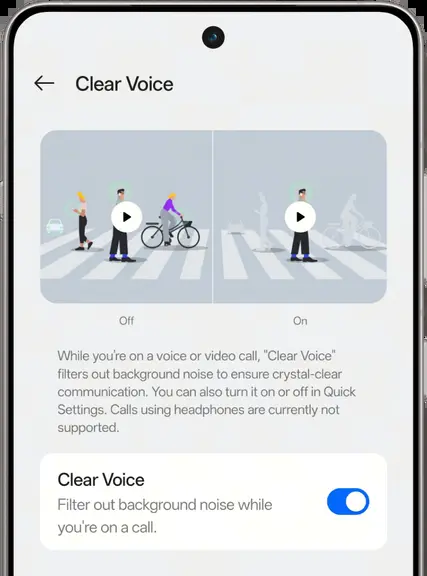 Clear Voice
Off
On
While you're on a voice or video call, "Clear Voice"
filters out background noise to ensure crystal-clear
communication. You can also turn it on or off in Quick
Settings. Calls using headphones are currently not
supported.
Clear Voice
Filter out background noise while
you're on a call.